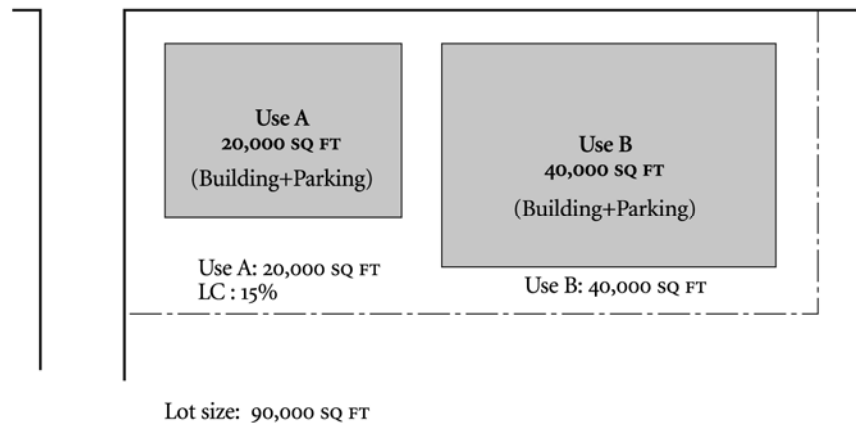 Use A
20,000 SQ FT
(Building+Parking)
Use B
40,000 SQ FT
(Building+Parking)
Use A: 20,000 SQ FT
LC : 15%
Use B: 40,000 SQ FT
Lot size: 90,000 SQ FT